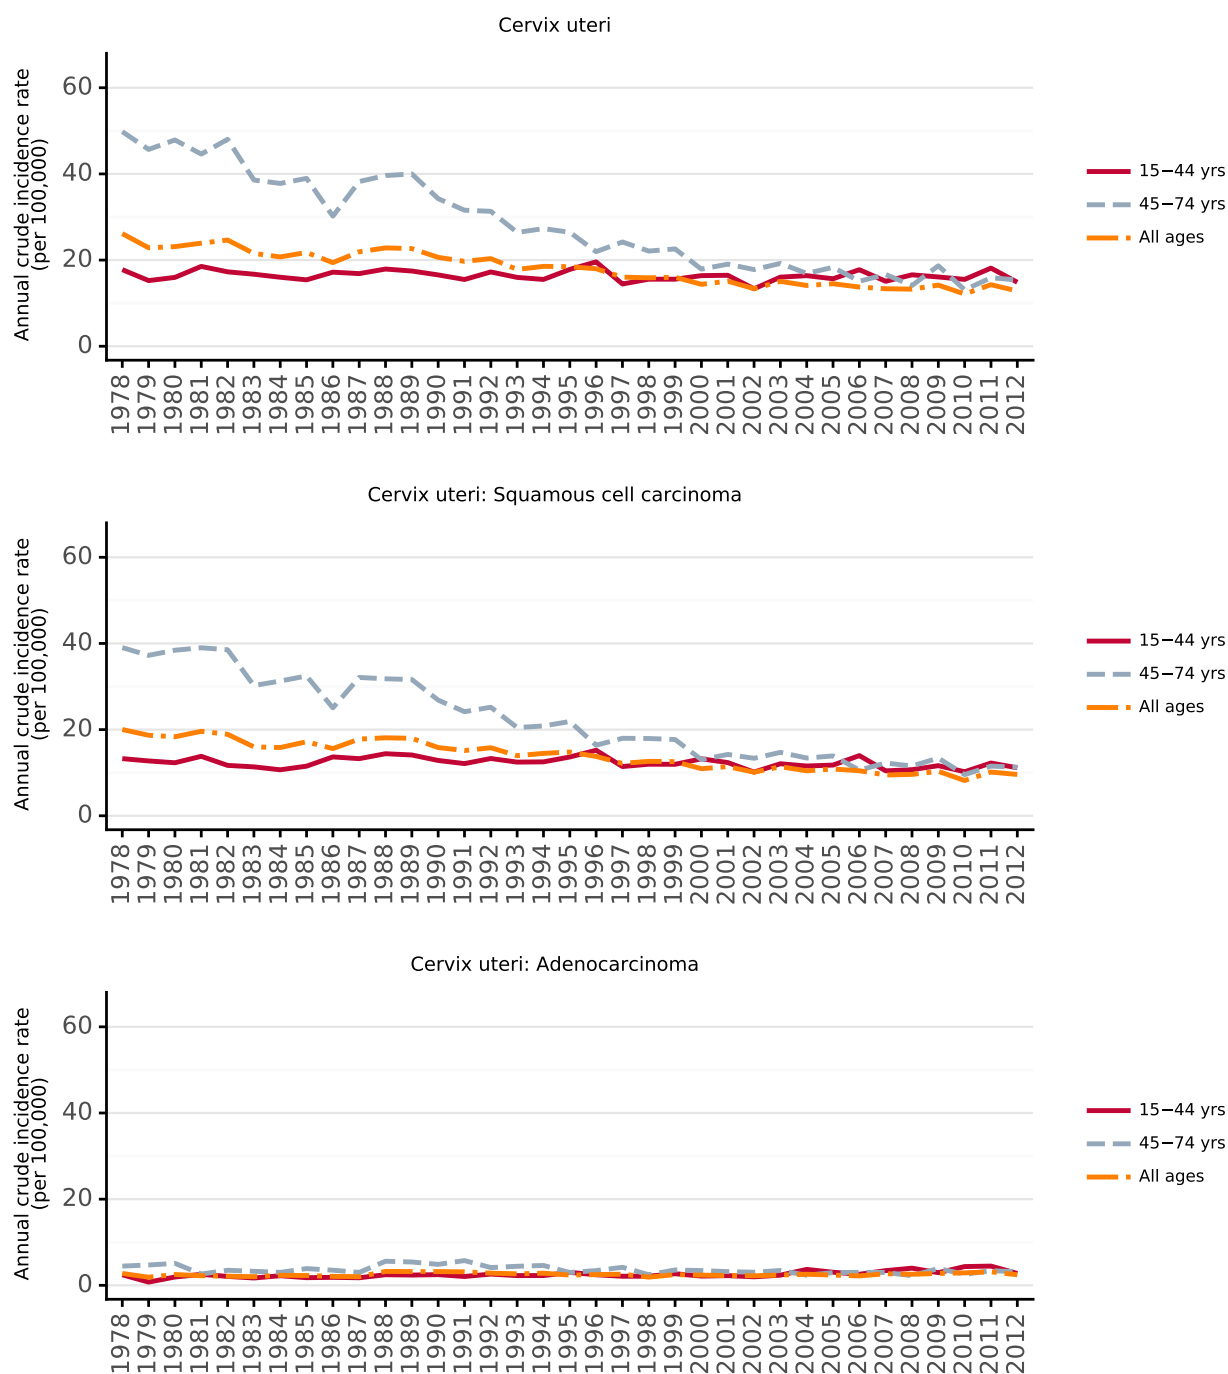 Cervix uteri
Annual crude incidence rate
(per 100,000)
60
40
20
0
1978 1979 1980 1981 1982 1983 1984 1985 1986 1987 1988 1989 1990 1991 1992 1993 1994 1995 1996 1997 1998 1999 2000 2001 2002 2003 2004 2005 2006 2007 2008 2009 2010 2011 2012
15−44 yrs
45−74 yrs
All ages
Cervix uteri: Squamous cell carcinoma
Annual crude incidence rate
(per 100,000)
60
40
20
0
1978 1979 1980 1981 1982 1983 1984 1985 1986 1987 1988 1989 1990 1991 1992 1993 1994 1995 1996 1997 1998 1999 2000 2001 2002 2003 2004 2005 2006 2007 2008 2009 2010 2011 2012
15−44 yrs
45−74 yrs
All ages
Cervix uteri: Adenocarcinoma
Annual crude incidence rate
(per 100,000)
60
40
20
0
1978 1979 1980 1981 1982 1983 1984 1985 1986 1987 1988 1989 1990 1991 1992 1993 1994 1995 1996 1997 1998 1999 2000 2001 2002 2003 2004 2005 2006 2007 2008 2009 2010 2011 2012
15−44 yrs
45−74 yrs
All ages